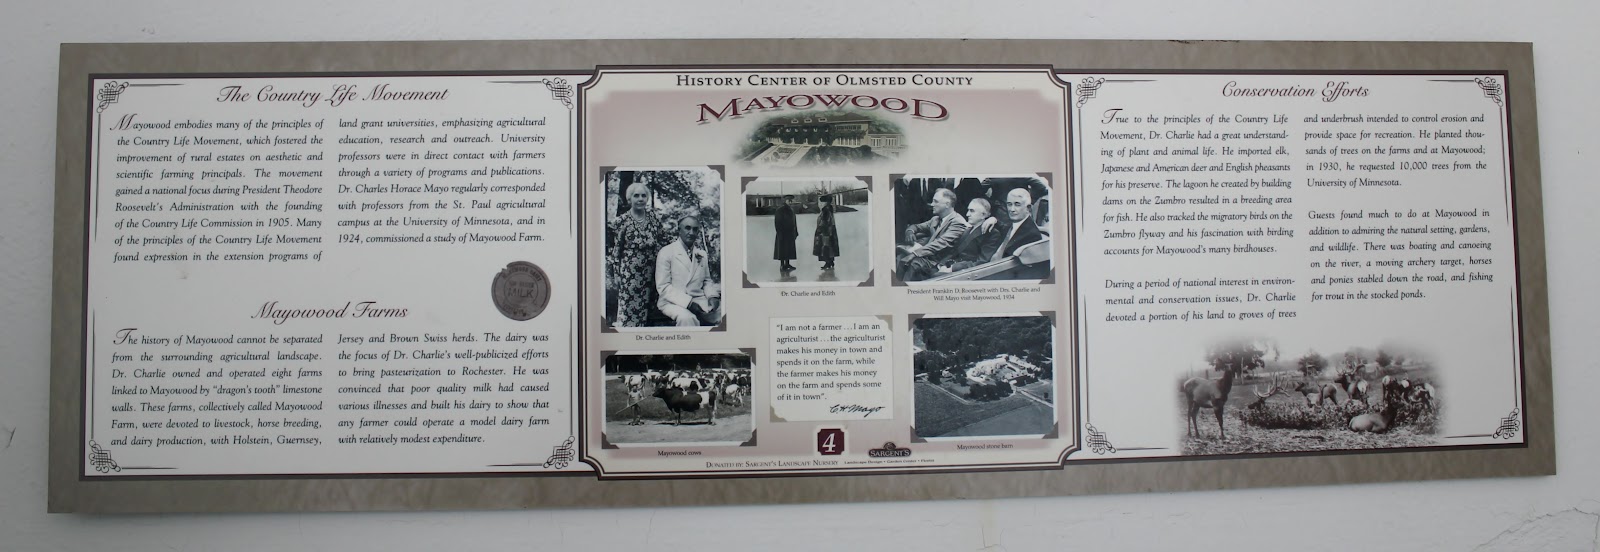 The Country Life Movement
Mayowood embodies many of the principles of
the Country Life Movement, which fostered the
improvement of rural estates on aesthetic and
scientific farming principals. The movement
gained a national focus during President Theodore
Roosevelt's Administration with the founding
of the Country Life Commission in 1905. Many
of the principles of the Country Life Movement
found expression in the extension programs of
land grant universities, emphasizing agricultural
education, research and outreach. University
professors were in direct contact with farmers
through a variety of programs and publications.
Dr. Charles Horace Mayo regularly corresponded
with professors from the St. Paul agricultural
campus at the University of Minnesota, and in
1924, commissioned a study of Mayowood Farm.
MILK
Mayowood Farms
The history of Mayowood cannot be separated
from the surrounding agricultural landscape.
Dr. Charlie owned and operated eight farms
linked to Mayowood by "dragon's tooth" limestone
walls. These farms, collectively called Mayowood
Farm, were devoted to livestock, horse breeding,
and dairy production, with Holstein, Guernsey,
Jersey and Brown Swiss herds. The dairy was
the focus of Dr. Charlie's well-publicized efforts
to bring pasteurization to Rochester. He was
convinced that poor quality milk had caused
various illnesses and built his dairy to show that
any farmer could operate a model dairy farm
with relatively modest expenditure.
HISTORY CENTER OF OLMSTED COUNTY
MAYOWOOD
Dr. Charlie and Edith
Dr. Charlie and Edith
President Franklin D. Roosevelt with Drs. Charlie and
Will Mayo visit Mayowood, 1934
"I am not a farmer . . . I am an
agriculturist . . . the agriculturist
makes his money in town and
spends it on the farm, while
the farmer makes his money
on the farm and spends some
of it in town".
C H Mayo
Mayowood cows
Mayowood stone barn
4
SARGENT'S
DONATED BY: SARGENT'S LANDSCAPE NURSERY Landscape Design • Garden Center • Florist
Conservation Efforts
True to the principles of the Country Life
Movement, Dr. Charlie had a great understand-
ing of plant and animal life. He imported elk,
Japanese and American deer and English pheasants
for his preserve. The lagoon he created by building
dams on the Zumbro resulted in a breeding area
for fish. He also tracked the migratory birds on the
Zumbro flyway and his fascination with birding
accounts for Mayowood's many birdhouses.
During a period of national interest in environ-
mental and conservation issues, Dr. Charlie
devoted a portion of his land to groves of trees
and underbrush intended to control erosion and
provide space for recreation. He planted thou-
sands of trees on the farms and at Mayowood;
in 1930, he requested 10,000 trees from the
University of Minnesota.
Guests found much to do at Mayowood in
addition to admiring the natural setting, gardens,
and wildlife. There was boating and canoeing
on the river, a moving archery target, horses
and ponies stabled down the road, and fishing
for trout in the stocked ponds.